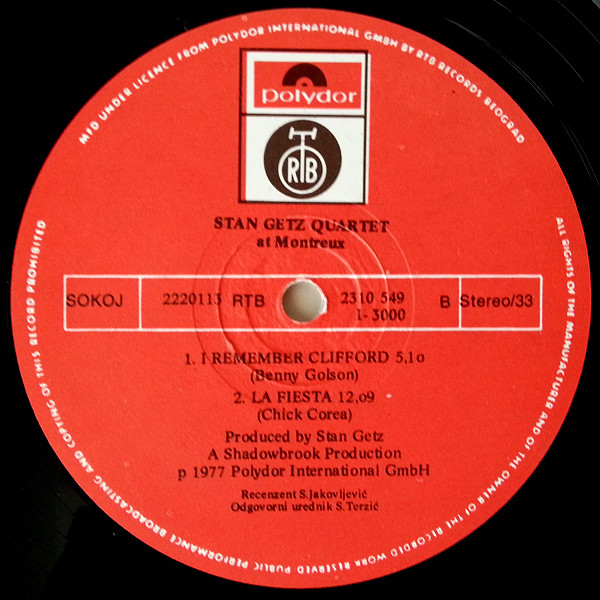 MFD UNDER LICENCE FROM POLYDOR INTERNATIONAL GMBH BY RTB RECORDS BEOGRAD
polydor
RTB
STAN GETZ QUARTET
at Montreux
SOKOJ 2220113 RTB 2310 549 B Stereo/33
1-3000
1. I REMEMBER CLIFFORD 5,1o
(Benny Golson)
2. LA FIESTA 12,o9
(Chick Corea)
Produced by Stan Getz
A Shadowbrook Production
p 1977 Polydor International GmbH
Recenzent S.Jakovljević
Odgovorni urednik S.Terzić
ALL RIGHTS OF THE MANUFACTURER AND OF THE OWNER OF THE RECORDED WORK RESERVED PUBLIC PERFORMANCE BROADCASTING AND COPYING OF THIS RECORD PROHIBITED